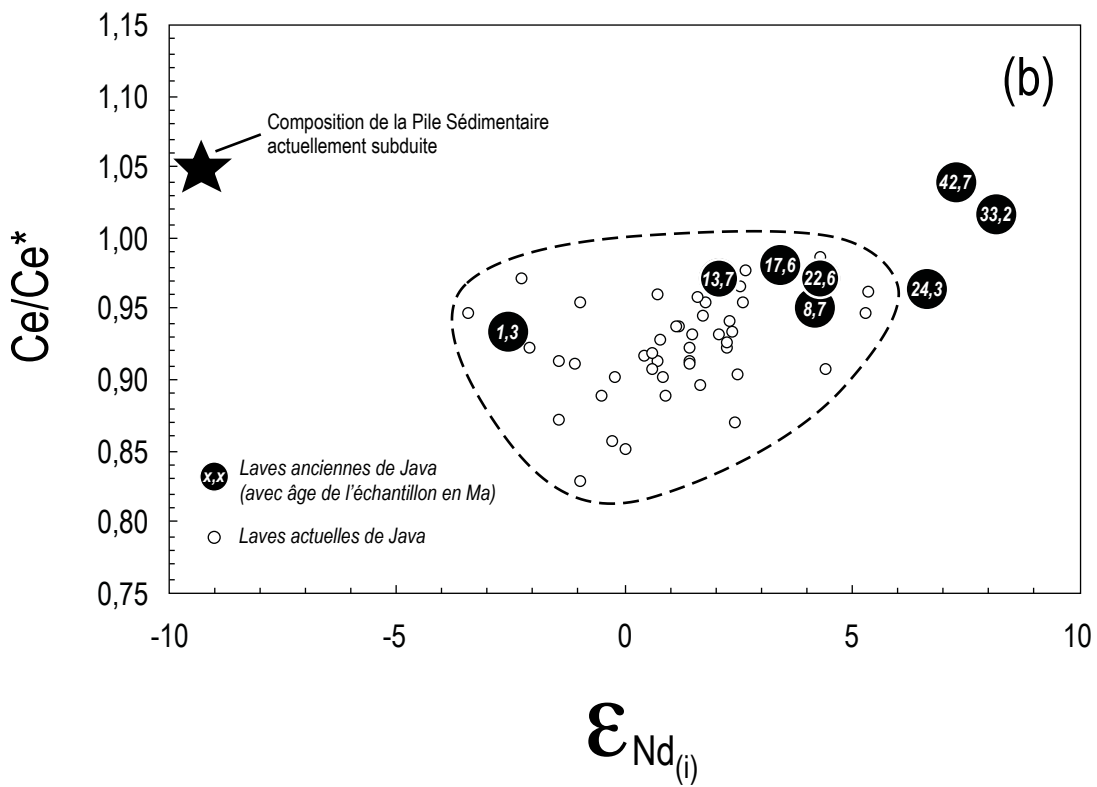 1,15
1,10
1,05
1,00
0,95
0,90
0,85
0,80
0,75
Ce/Ce*
(b)
Composition de la Pile Sédimentaire
actuellement subduite
42,7
33,2
24,3
17,6
22,6
13,7
8,7
1,3
x,x
Laves anciennes de Java
(avec âge de l'échantillon en Ma)
Laves actuelles de Java
-10
-5
0
5
10
εNd(i)